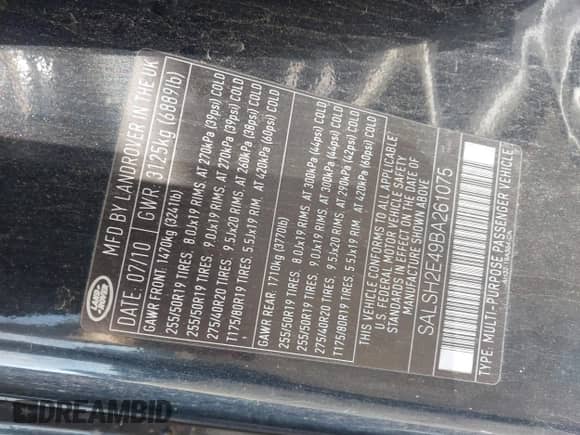 LAND
ROVER
MFD BY LANDROVER IN THE UK
DATE: 07/10 GWR: 3125kg (6889lb)
GAWR FRONT: 1470kg (3241lb)
255/50R19 TIRES. 8.0Jx19 RIMS. AT 270kPA (39psi) COLD
255/50R19 TIRES. 9.0Jx19 RIMS. AT 270kPA (39psi) COLD
275/40R20 TIRES. 9.5Jx20 RIMS. AT 260kPA (38psi) COLD
T175/80R19 TIRES. 5.5Jx19 RIM. AT 420kPA (60psi) COLD
GAWR REAR: 1710kg (3770lb)
255/50R19 TIRES. 8.0Jx19 RIMS. AT 300kPA (44psi) COLD
255/50R19 TIRES. 9.0Jx19 RIMS. AT 300kPA (44psi) COLD
275/40R20 TIRES. 9.5Jx20 RIMS. AT 290kPA (42psi) COLD
T175/80R19 TIRES. 5.5Jx19 RIM. AT 420kPA (60psi) COLD
THIS VEHICLE CONFORMS TO ALL APPLICABLE
U.S. FEDERAL MOTOR VEHICLE SAFETY
STANDARDS IN EFFECT ON THE DATE OF
MANUFACTURE SHOWN ABOVE
SALSH2E49BA261075
TYPE: MULTI-PURPOSE PASSENGER VEHICLE
DREAMBID